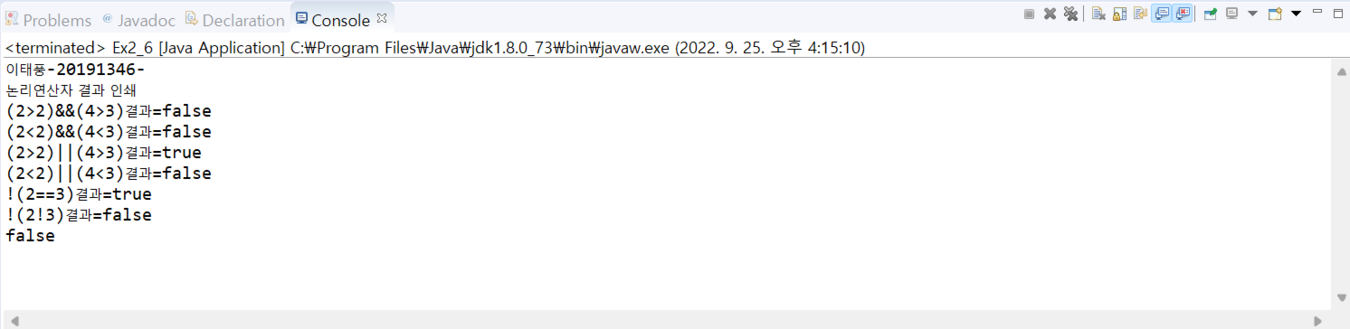 Problems @ Javadoc Declaration Console
<terminated> Ex2_6 [Java Application] C:₩Program Files₩Java₩jdk1.8.0_73₩bin₩javaw.exe (2022. 9. 25. 오후 4:15:10)
이태풍-20191346-
논리연산자 결과 인쇄
(2>2)&&(4>3)결과=false
(2<2)&&(4<3)결과=false
(2>2)||(4>3)결과=true
(2<2)||(4<3)결과=false
!(2==3)결과=true
!(2!3)결과=false
false